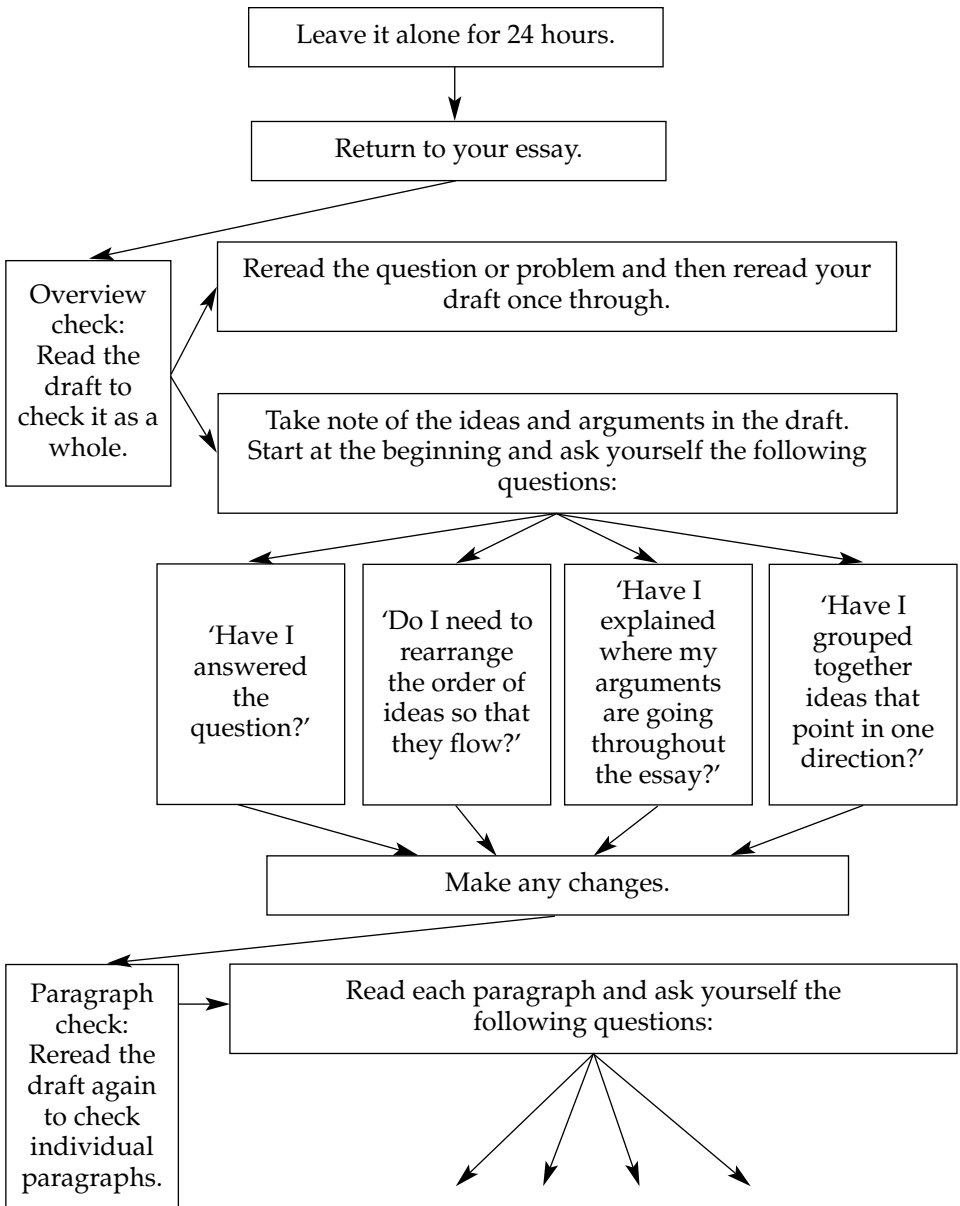 Leave it alone for 24 hours.
Return to your essay.
Overview
check:
Read the
draft to
check it as a
whole.
Reread the question or problem and then reread your
draft once through.
Take note of the ideas and arguments in the draft.
Start at the beginning and ask yourself the following
questions:
‘Have I
answered
the
question?’
‘Do I need to
rearrange
the order of
ideas so that
they flow?’
‘Have I
explained
where my
arguments
are going
throughout
the essay?’
‘Have I
grouped
together
ideas that
point in one
direction?’
Make any changes.
Paragraph
check:
Reread the
draft again
to check
individual
paragraphs.
Read each paragraph and ask yourself the
following questions: